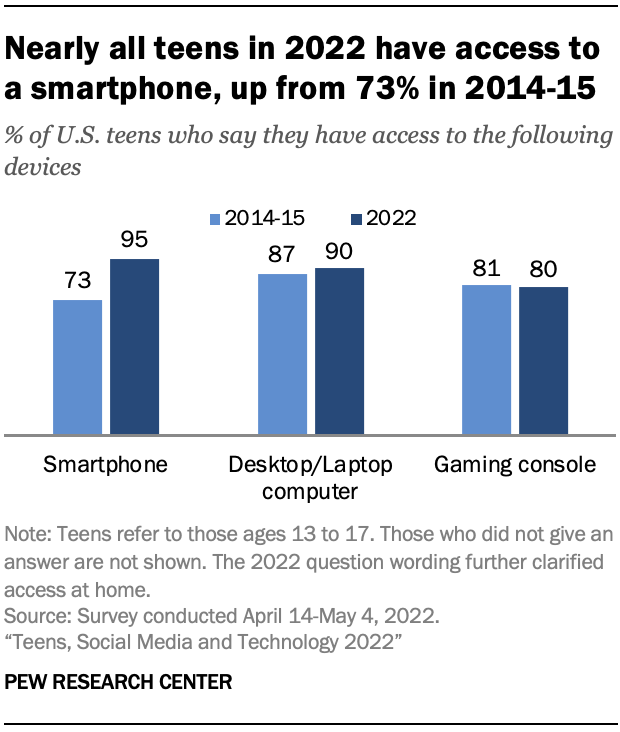 Nearly all teens in 2022 have access to
a smartphone, up from 73% in 2014-15
% of U.S. teens who say they have access to the following
devices
2014-15 2022
73 95 87 90 81 80
Smartphone Desktop/Laptop Gaming console
computer
Note: Teens refer to those ages 13 to 17. Those who did not give an
answer are not shown. The 2022 question wording further clarified
access at home.
Source: Survey conducted April 14-May 4, 2022.
“Teens, Social Media and Technology 2022”
PEW RESEARCH CENTER